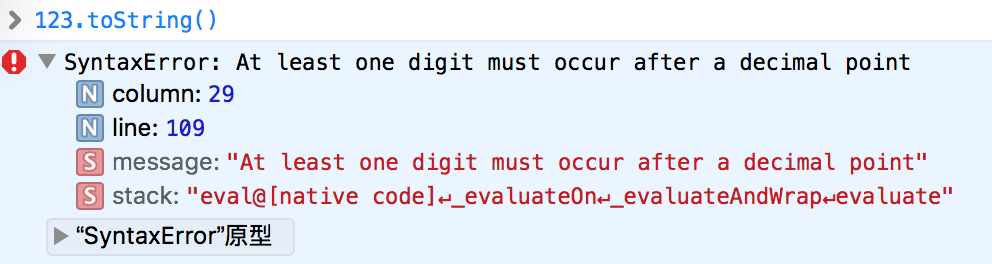 123.toString()
SyntaxError: At least one digit must occur after a decimal point
N column: 29
N line: 109
S message: "At least one digit must occur after a decimal point"
S stack: "eval@[native code]↵_evaluateOn↵_evaluateAndWrap↵evaluate"
“SyntaxError”原型